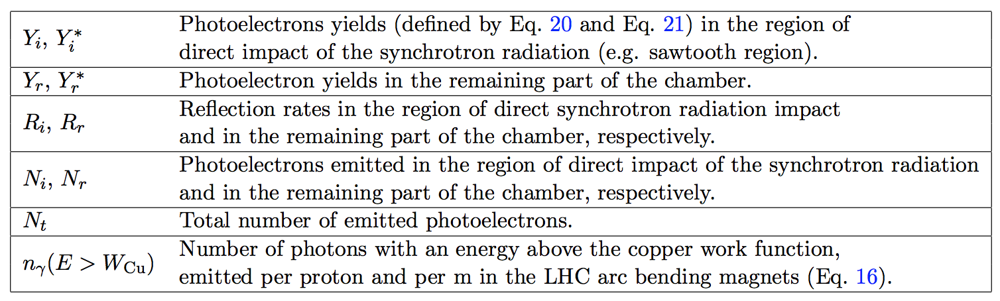 Y_i, Y_i^* Photoelectrons yields (defined by Eq. 20 and Eq. 21) in the region of
direct impact of the synchrotron radiation (e.g. sawtooth region).
Y_r, Y_r^* Photoelectron yields in the remaining part of the chamber.
R_i, R_r Reflection rates in the region of direct synchrotron radiation impact
and in the remaining part of the chamber, respectively.
N_i, N_r Photoelectrons emitted in the region of direct impact of the synchrotron radiation
and in the remaining part of the chamber, respectively.
N_t Total number of emitted photoelectrons.
n_γ(E > W_Cu) Number of photons with an energy above the copper work function,
emitted per proton and per m in the LHC arc bending magnets (Eq. 16).